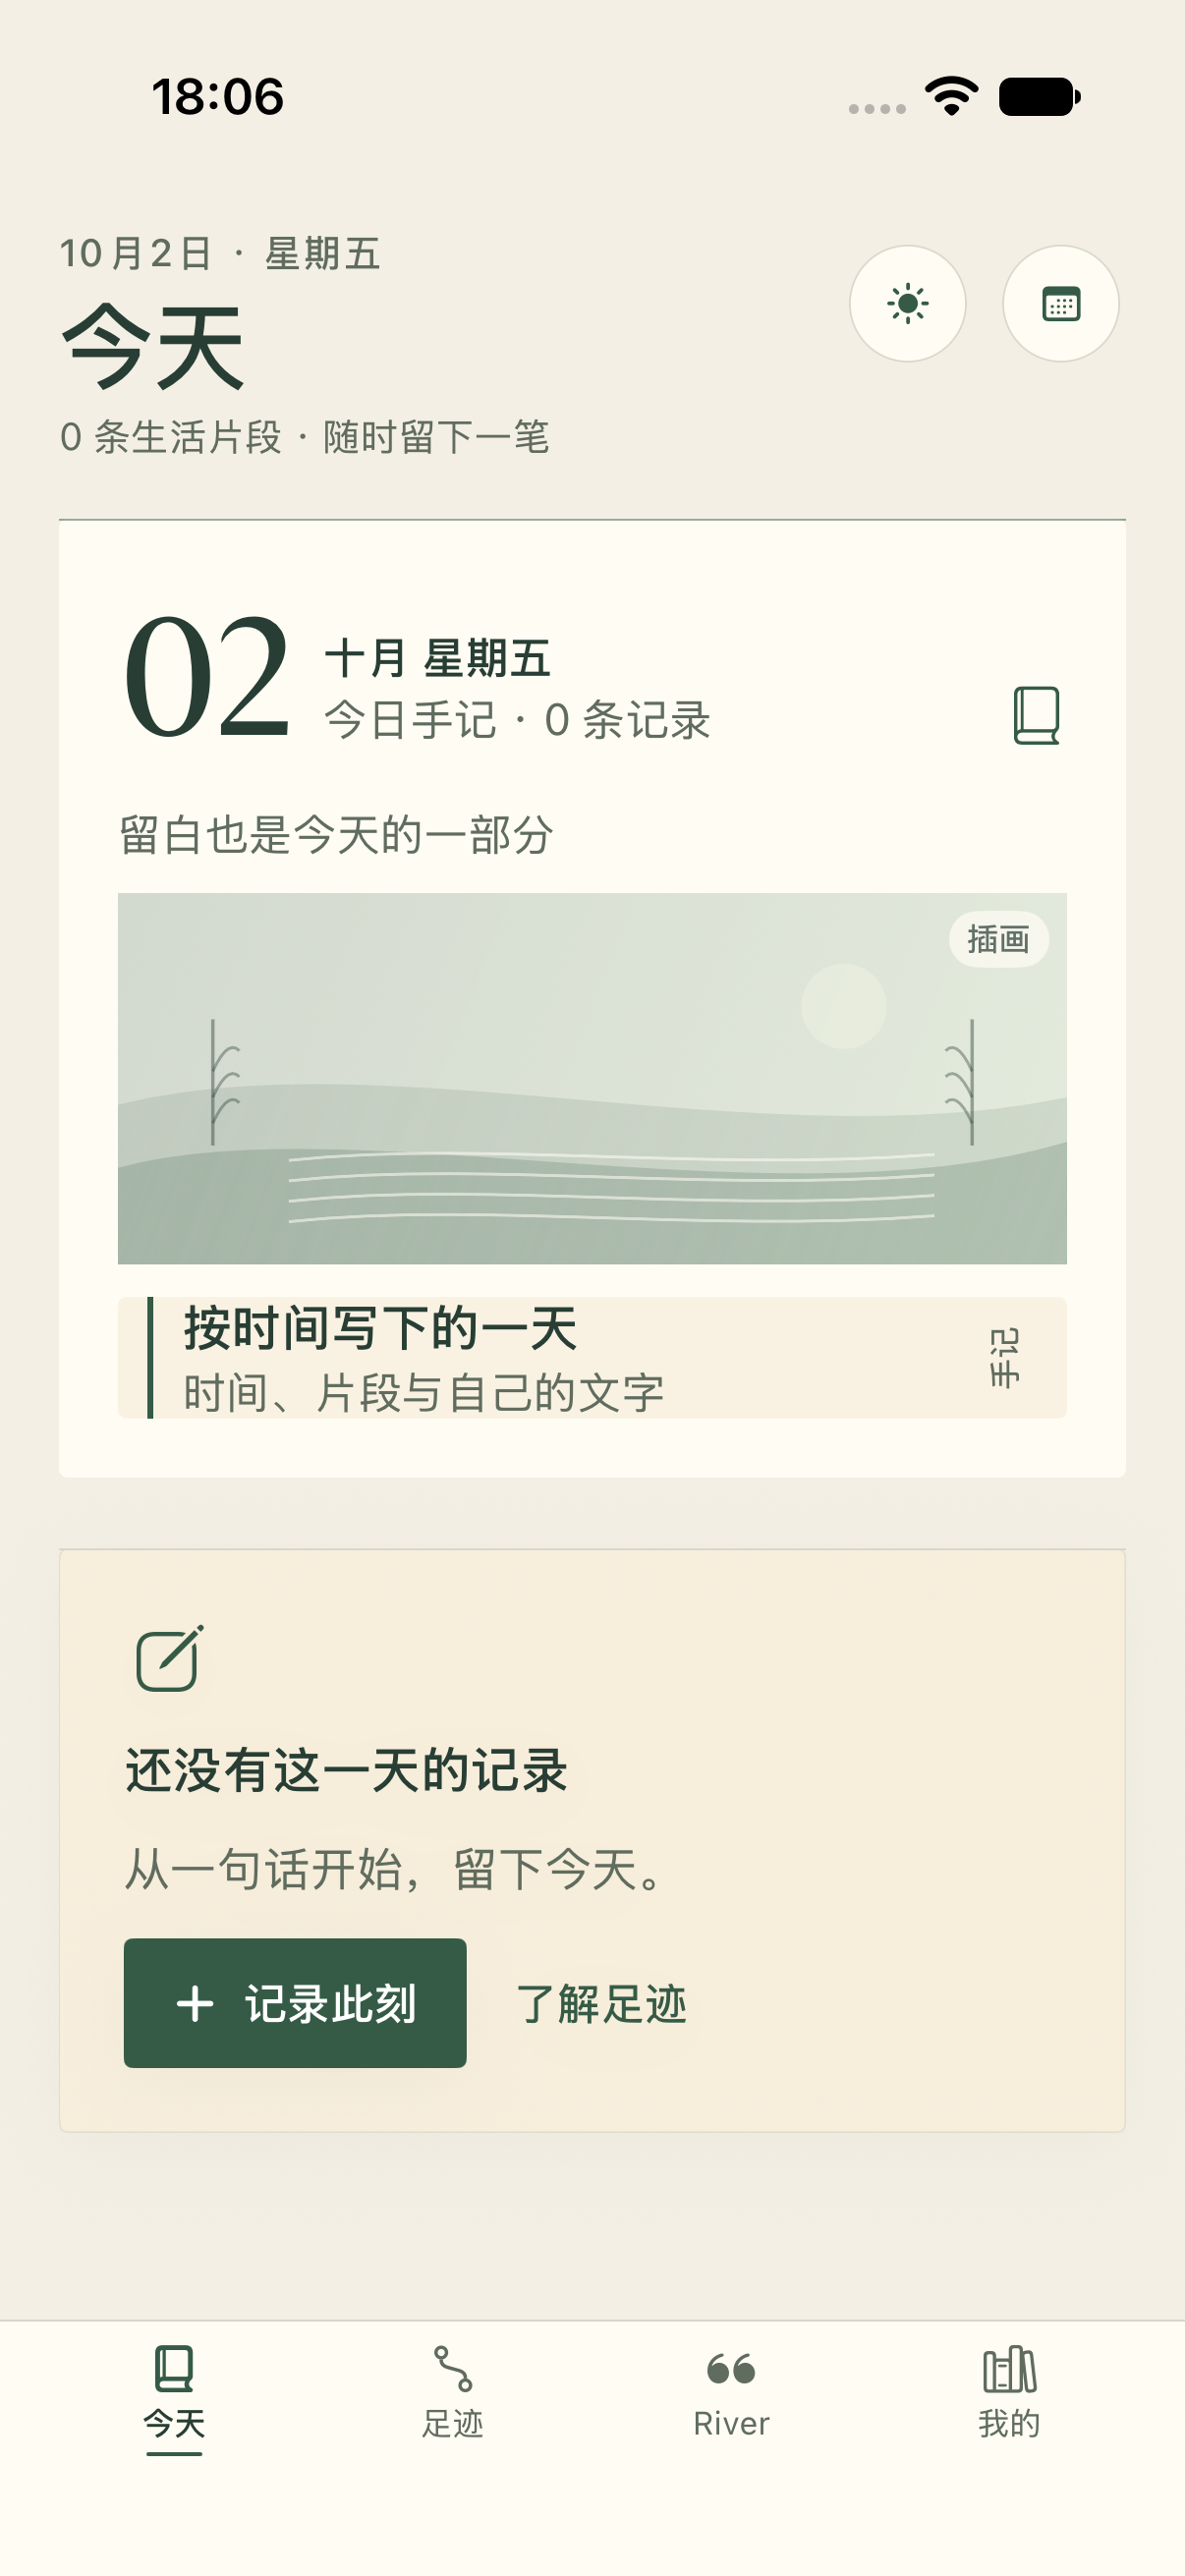 18:06
10月2日 · 星期五
今天
0 条生活片段 · 随时留下一笔
02
十月 星期五
今日手记 · 0 条记录
留白也是今天的一部分
插画
按时间写下的一天
时间、片段与自己的文字
手记
还没有这一天的记录
从一句话开始，留下今天。
+ 记录此刻
了解足迹
今天
足迹
River
我的